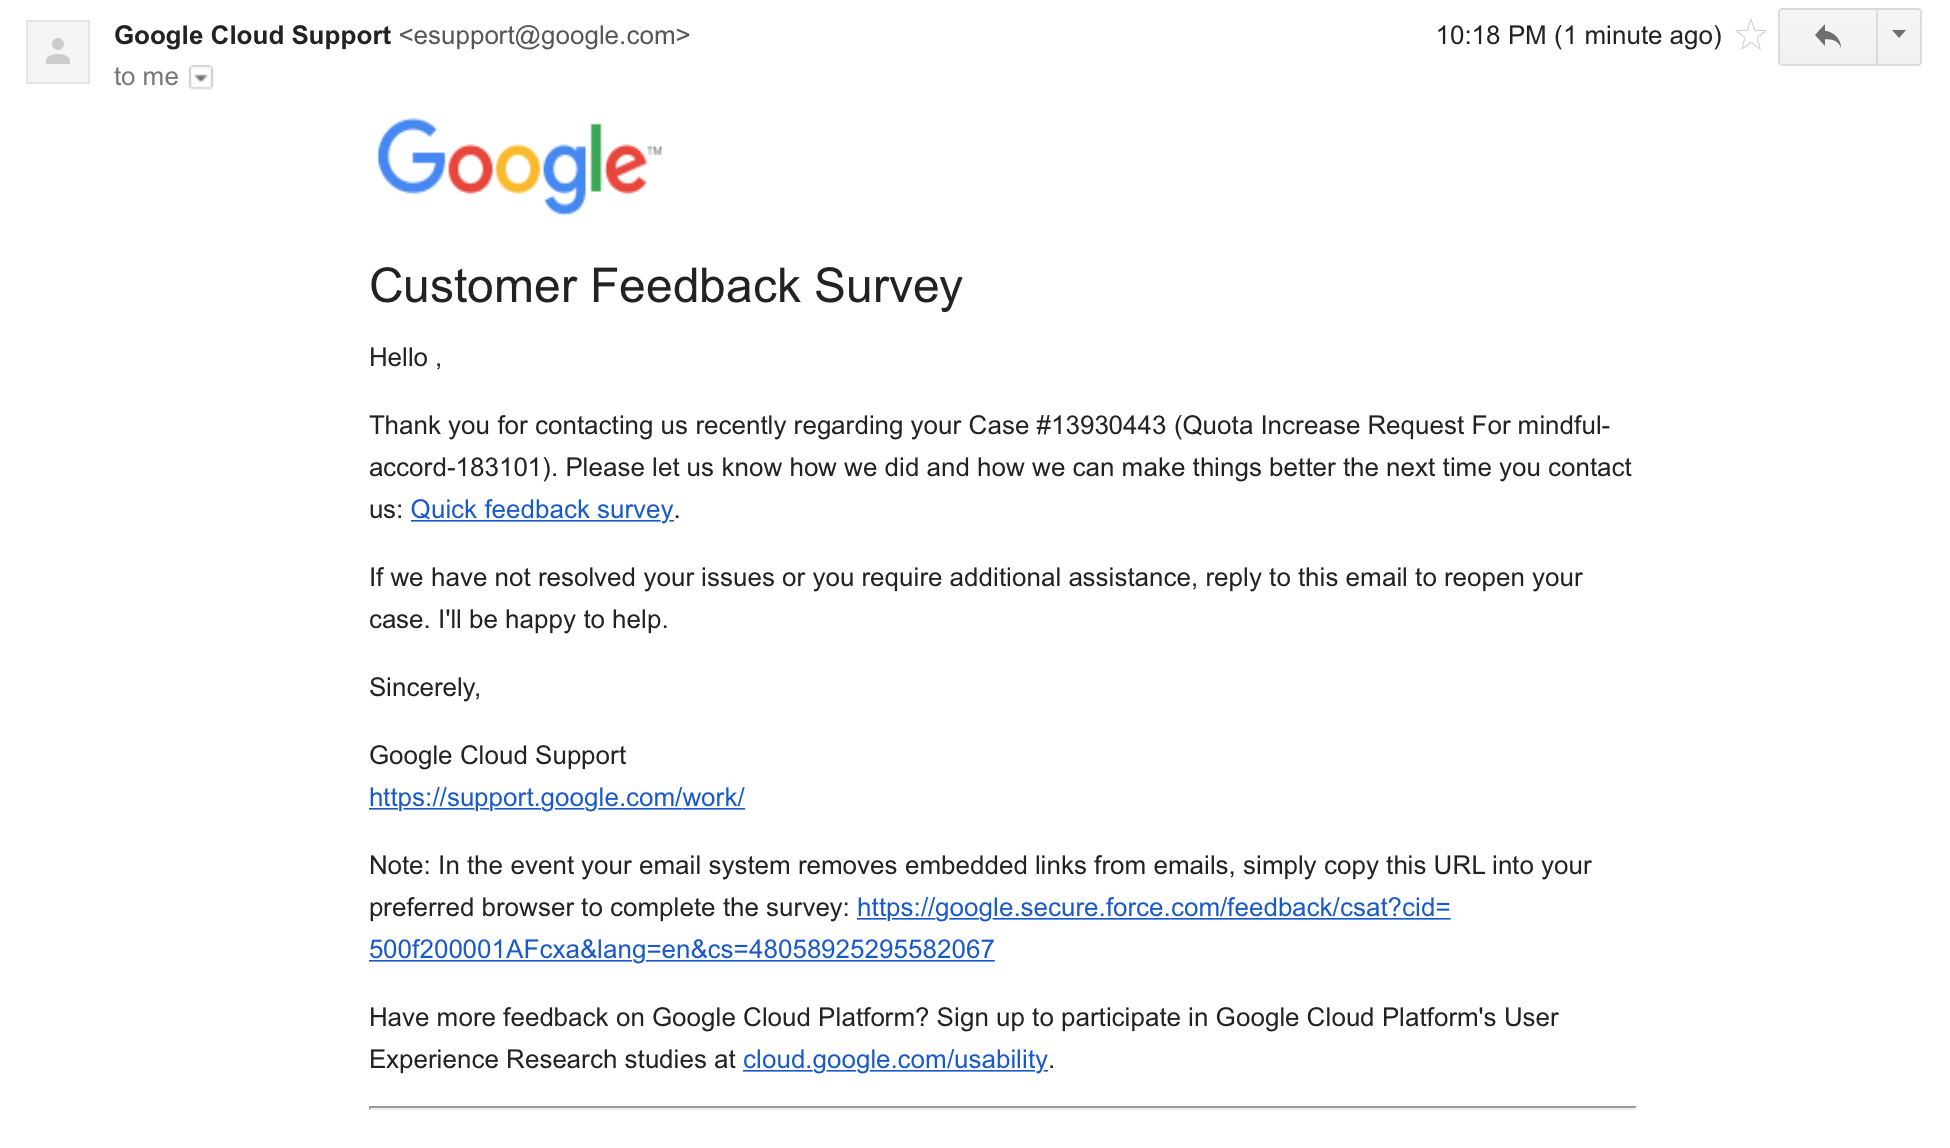 Google Cloud Support <esupport@google.com>
10:18 PM (1 minute ago)
to me
Google™
Customer Feedback Survey
Hello ,
Thank you for contacting us recently regarding your Case #13930443 (Quota Increase Request For mindful-
accord-183101). Please let us know how we did and how we can make things better the next time you contact
us: Quick feedback survey.
If we have not resolved your issues or you require additional assistance, reply to this email to reopen your
case. I'll be happy to help.
Sincerely,
Google Cloud Support
https://support.google.com/work/
Note: In the event your email system removes embedded links from emails, simply copy this URL into your
preferred browser to complete the survey: https://google.secure.force.com/feedback/csat?cid=
500f200001AFcxa&lang=en&cs=48058925295582067
Have more feedback on Google Cloud Platform? Sign up to participate in Google Cloud Platform's User
Experience Research studies at cloud.google.com/usability.